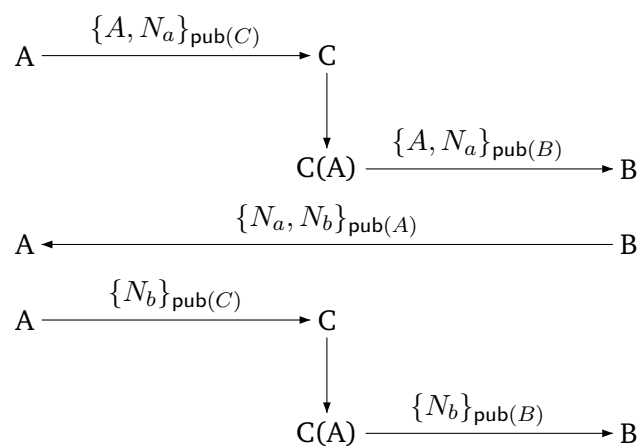 {A, N_a}_pub(C)
A C
{A, N_a}_pub(B)
C(A) B
{N_a, N_b}_pub(A)
A B
{N_b}_pub(C)
A C
{N_b}_pub(B)
C(A) B